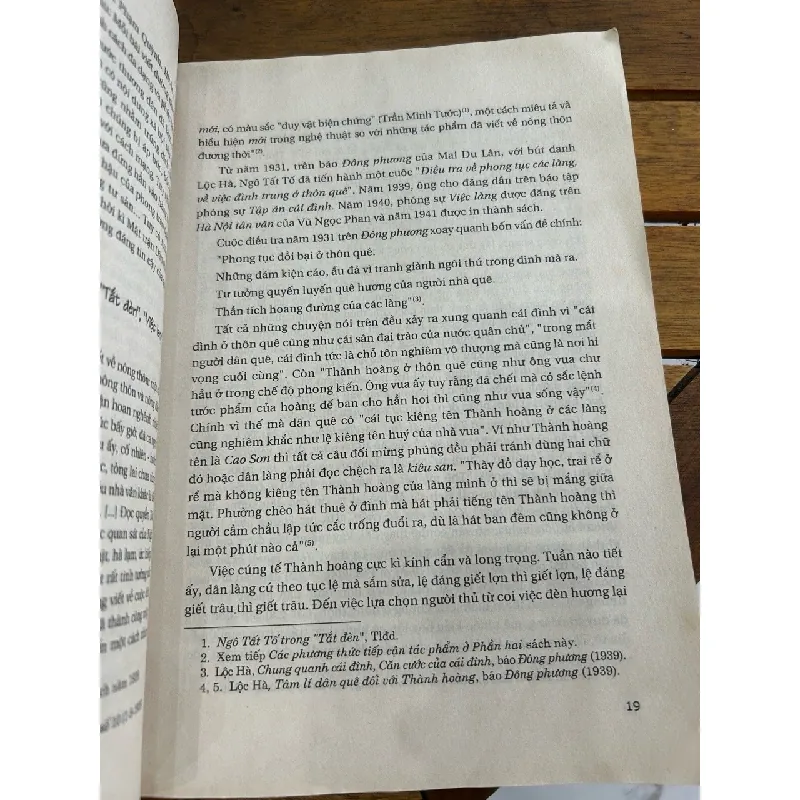 mới, có màu sắc "duy vật biện chứng" (Trần Minh Tước)(1), một cách miêu tả và
biểu hiện mới trong nghệ thuật so với những tác phẩm đã viết về nông thôn
đương thời"(2).
Từ năm 1931, trên báo Đông phương của Mai Du Lân, với bút danh
Lộc Hà, Ngô Tất Tố đã tiến hành một cuộc "Điều tra về phong tục các làng,
về việc đình trung ở thôn quê". Năm 1939, ông cho đăng dần trên báo tập
phóng sự Tập án cái đình. Năm 1940, phóng sự Việc làng được đăng trên
Hà Nội tân văn của Vũ Ngọc Phan và năm 1941 được in thành sách.
Cuộc điều tra năm 1931 trên Đông phương xoay quanh bốn vấn đề chính:
"Phong tục đồi bại ở thôn quê.
Những đám kiện cáo, ẩu đả vì tranh giành ngôi thứ trong đình mà ra.
Tư tưởng quyến luyến quê hương của người nhà quê.
Thần tích hoang đường của các làng"(3).
Tất cả những chuyện nói trên đều xảy ra xung quanh cái đình vì "cái
đình ở thôn quê cũng như cái sân đại trào của nước quân chủ", "trong mắt
người dân quê, cái đình tức là chỗ tôn nghiêm vô thượng mà cũng là nơi hi
vọng cuối cùng". Còn "Thành hoàng ở thôn quê cũng như ông vua chư
hầu ở trong chế độ phong kiến. Ông vua ấy tuy rằng đã chết mà có sắc lệnh
tước phẩm của hoàng đế ban cho hẳn hoi thì cũng như vua sống vậy"(4).
Chính vì thế mà dân quê có "cái tục kiêng tên Thành hoàng ở các làng
cũng nghiêm khắc như lệ kiêng tên huý của nhà vua". Ví như Thành hoàng
tên là Cao Sơn thì tất cả câu đối mừng phúng đều phải tránh dùng hai chữ
đó hoặc dân làng phải đọc chệch ra là kiêu san. "Thầy đồ dạy học, trai rể ở
rể mà không kiêng tên Thành hoàng của làng mình ở thì sẽ bị mắng giữa
mặt. Phường chèo hát thuê ở đình mà hát phải tiếng tên Thành hoàng thì
người cầm chầu lập tức cắc trống đuổi ra, dù là hát ban đêm cũng không ở
lại một phút nào cả"(5).
Việc cúng tế Thành hoàng cực kì kính cẩn và long trọng. Tuần nào tiết
ấy, dân làng cứ theo tục lệ mà sắm sửa, lệ đáng giết lợn thì giết lợn, lệ đáng
giết trâu thì giết trâu. Đến việc lựa chọn người thủ từ coi việc đèn hương lại
1. Ngô Tất Tố trong "Tắt đèn", Tlđd.
2. Xem tiếp Các phương thức tiếp cận tác phẩm ở Phần hai sách này.
3. Lộc Hà, Chung quanh cái đình, Căn cước của cái đình, báo Đông phương (1939).
4, 5. Lộc Hà, Tâm lí dân quê đối với Thành hoàng, báo Đông phương (1939).
19